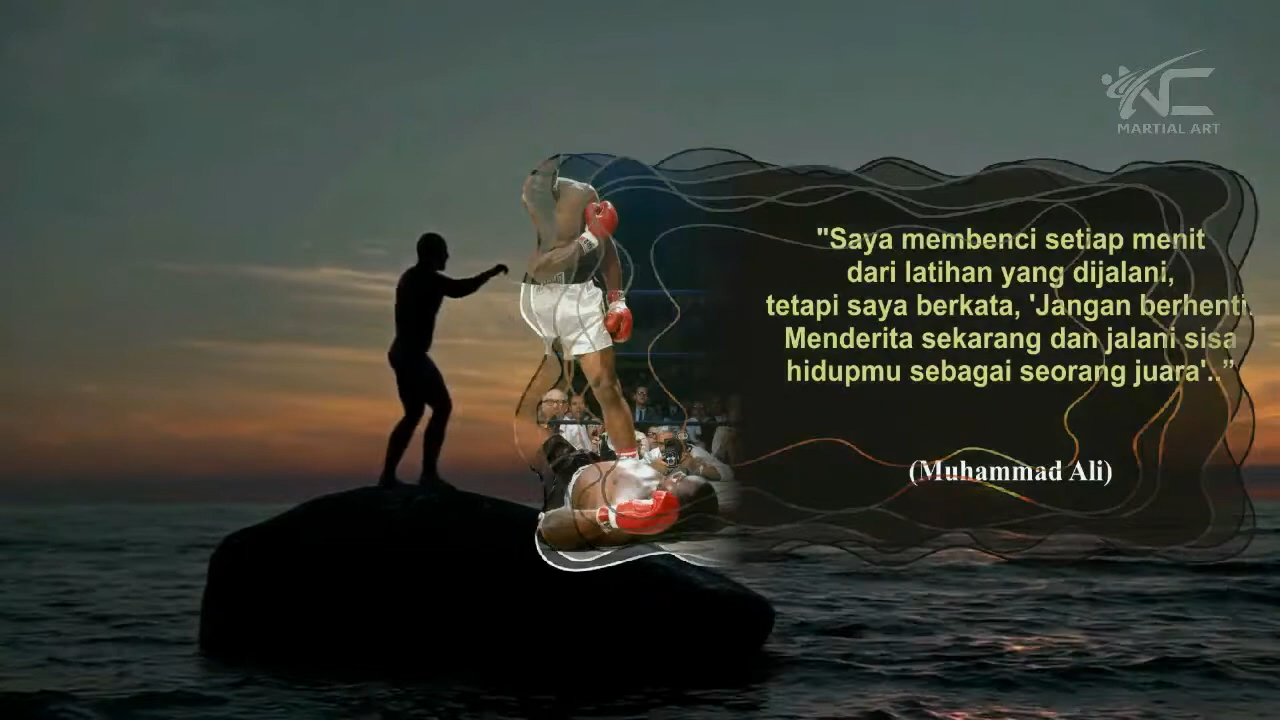 NC
MARTIAL ART
"Saya membenci setiap menit
dari latihan yang dijalani,
tetapi saya berkata, 'Jangan berhenti.
Menderita sekarang dan jalani sisa
hidupmu sebagai seorang juara'..”
(Muhammad Ali)